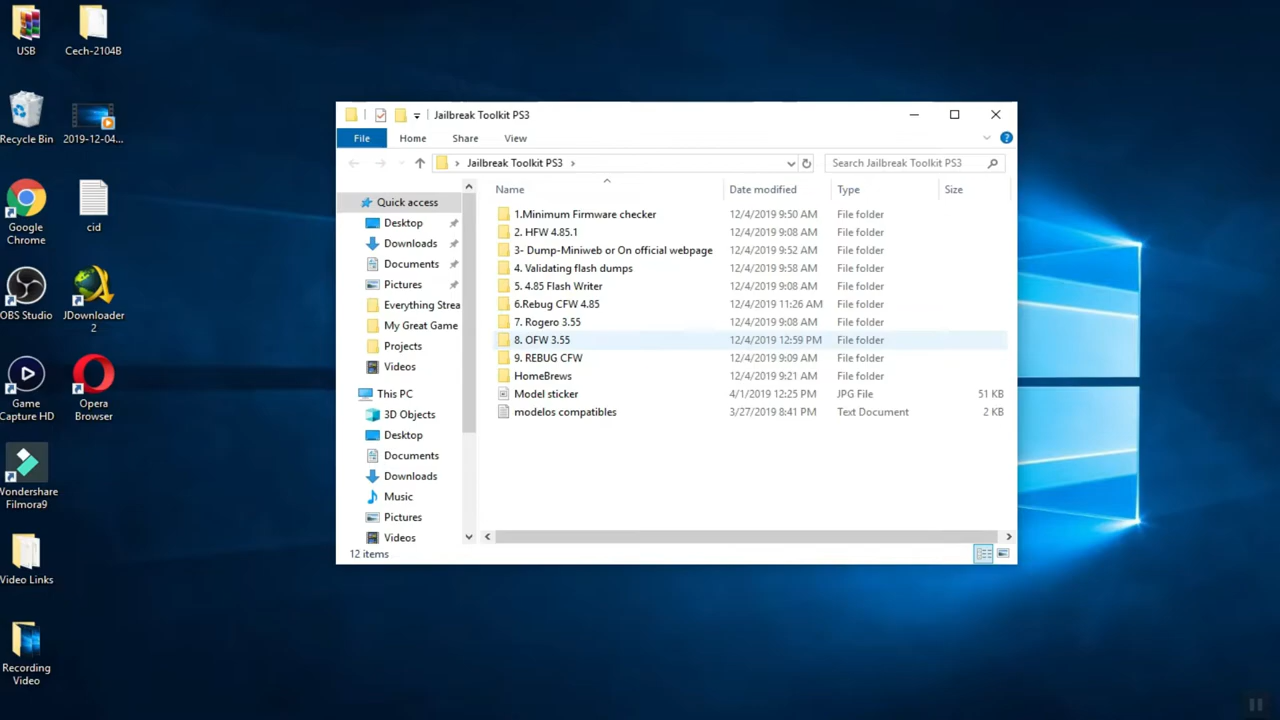 USB
Cech-2104B
Recycle Bin
2019-12-04...
Google
Chrome
cid
OBS Studio
JDownloader
2
Game
Capture HD
Opera
Browser
Wondershare
Filmora9
Video Links
Recording
Video
Jailbreak Toolkit PS3
File
Home
Share
View
Jailbreak Toolkit PS3
Search Jailbreak Toolkit PS3
Quick access
Desktop
Downloads
Documents
Pictures
Everything Strea
My Great Game
Projects
Videos
This PC
3D Objects
Desktop
Documents
Downloads
Music
Pictures
Videos
Name Date modified Type Size
1.Minimum Firmware checker 12/4/2019 9:50 AM File folder
2. HFW 4.85.1 12/4/2019 9:08 AM File folder
3- Dump-Miniweb or On official webpage 12/4/2019 9:52 AM File folder
4. Validating flash dumps 12/4/2019 9:58 AM File folder
5. 4.85 Flash Writer 12/4/2019 9:08 AM File folder
6.Rebug CFW 4.85 12/4/2019 11:26 AM File folder
7. Rogero 3.55 12/4/2019 9:08 AM File folder
8. OFW 3.55 12/4/2019 12:59 PM File folder
9. REBUG CFW 12/4/2019 9:09 AM File folder
HomeBrews 12/4/2019 9:21 AM File folder
Model sticker 4/1/2019 12:25 PM JPG File 51 KB
modelos compatibles 3/27/2019 8:41 PM Text Document 2 KB
12 items